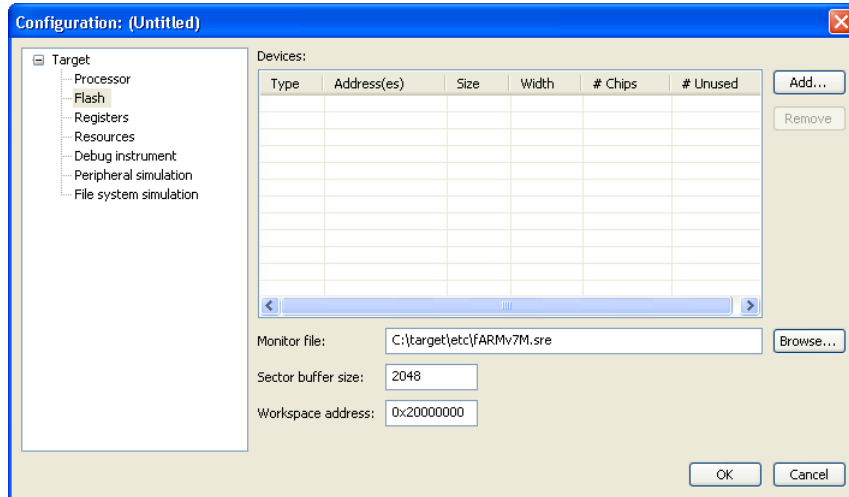 Configuration: (Untitled)
Target
Processor
Flash
Registers
Resources
Debug instrument
Peripheral simulation
File system simulation
Devices:
Type Address(es) Size Width # Chips # Unused
Add...
Remove
Monitor file: C:\target\etc\fARMv7M.sre Browse...
Sector buffer size: 2048
Workspace address: 0x20000000
OK Cancel